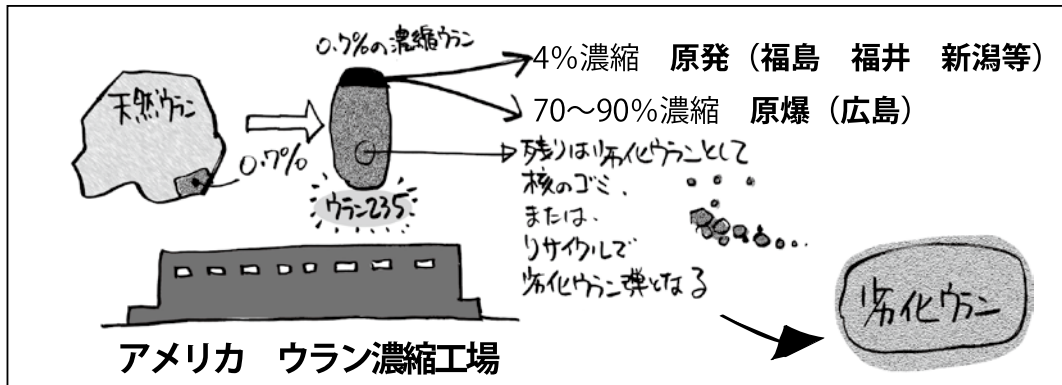 0.7%の濃縮ウラン
4%濃縮　原発（福島　福井　新潟等）
天然ウラン
70～90%濃縮　原爆（広島）
0.7%
残りは劣化ウランとして
核のゴミ、
または、
リサイクルで
劣化ウラン弾となる
ウラン235
劣化ウラン
アメリカ　ウラン濃縮工場